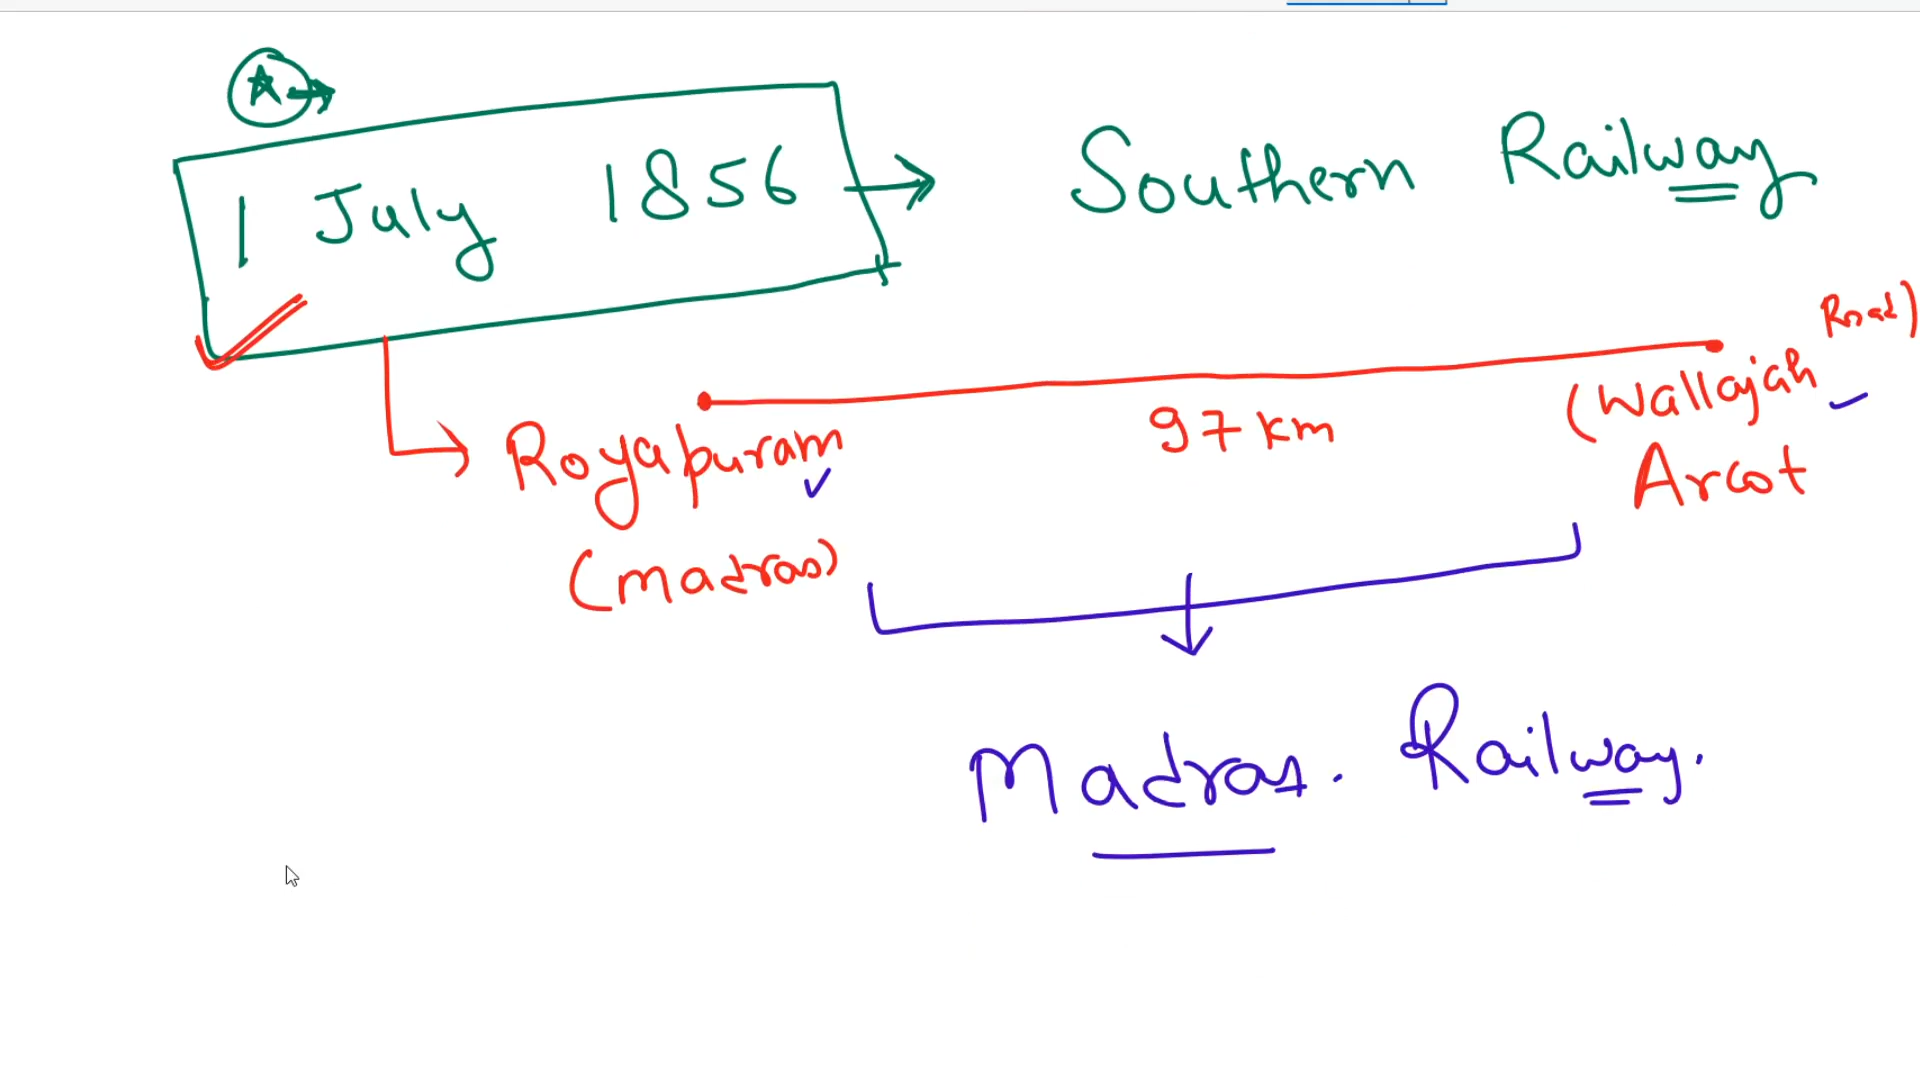 1 July 1856 → Southern Railway
Road)
Royapuram 97 km (Wallajah
Arcot
(Madras)
Madras. Railway.